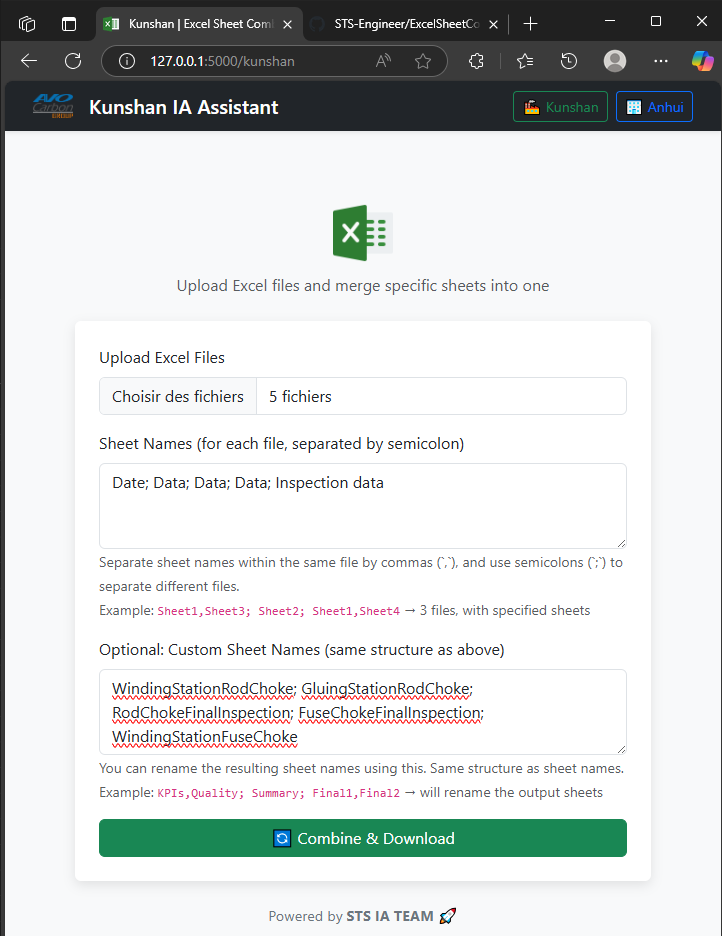 Kunshan | Excel Sheet Coml
STS-Engineer/ExcelSheetCo
127.0.0.1:5000/kunshan
AVO
Carbon
GROUP
Kunshan IA Assistant
Kunshan
Anhui
Upload Excel files and merge specific sheets into one
Upload Excel Files
Choisir des fichiers
5 fichiers
Sheet Names (for each file, separated by semicolon)
Date; Data; Data; Data; Inspection data
Separate sheet names within the same file by commas (`,`), and use semicolons (`;`) to
separate different files.
Example: Sheet1,Sheet3; Sheet2; Sheet1,Sheet4 → 3 files, with specified sheets
Optional: Custom Sheet Names (same structure as above)
WindingStationRodChoke; GluingStationRodChoke;
RodChokeFinalInspection; FuseChokeFinalInspection;
WindingStationFuseChoke
You can rename the resulting sheet names using this. Same structure as sheet names.
Example: KPIs,Quality; Summary; Final1,Final2 → will rename the output sheets
Combine & Download
Powered by STS IA TEAM 🚀